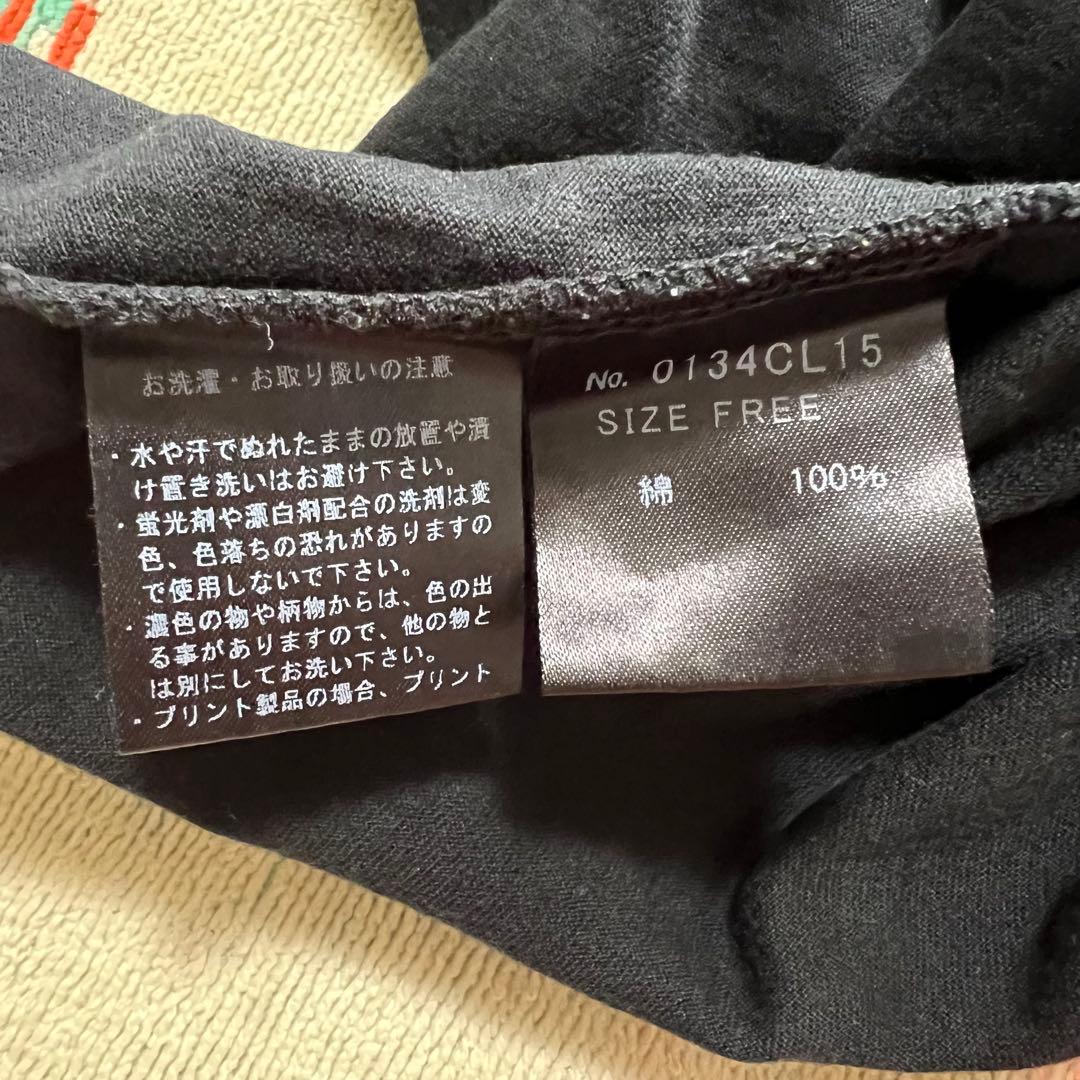 お洗濯・お取り扱いの注意
・水や汗でぬれたままの放置や漬
け置き洗いはお避け下さい。
・蛍光剤や漂白剤配合の洗剤は変
色、色落ちの恐れがありますの
で使用しないで下さい。
・濃色の物や柄物からは、色の出
る事がありますので、他の物と
は別にしてお洗い下さい。
・プリント製品の場合、プリント
No. 0134CL15
SIZE FREE
綿 100%